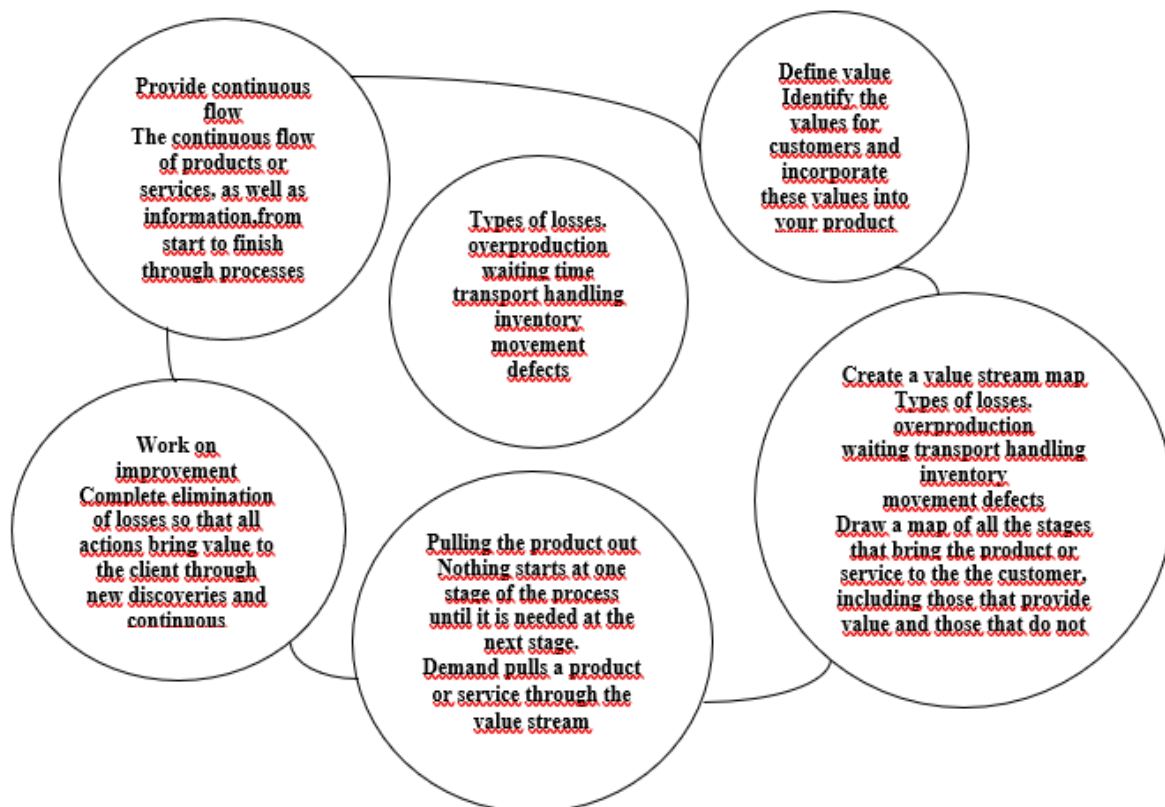 Provide continuous
flow
The continuous flow
of products or
services, as well as
information,from
start to finish
through processes
Define value
Identify the
values for
customers and
incorporate
these values into
your product
Types of losses.
overproduction
waiting time
transport handling
inventory
movement
defects
Create a value stream map
Types of losses.
overproduction
waiting transport handling
inventory
movement defects
Draw a map of all the stages
that bring the product or
service to the the customer,
including those that provide
value and those that do not
Work on
improvement
Complete elimination
of losses so that all
actions bring value to
the client through
new discoveries and
continuous
Pulling the product out
Nothing starts at one
stage of the process
until it is needed at the
next stage.
Demand pulls a product
or service through the
value stream